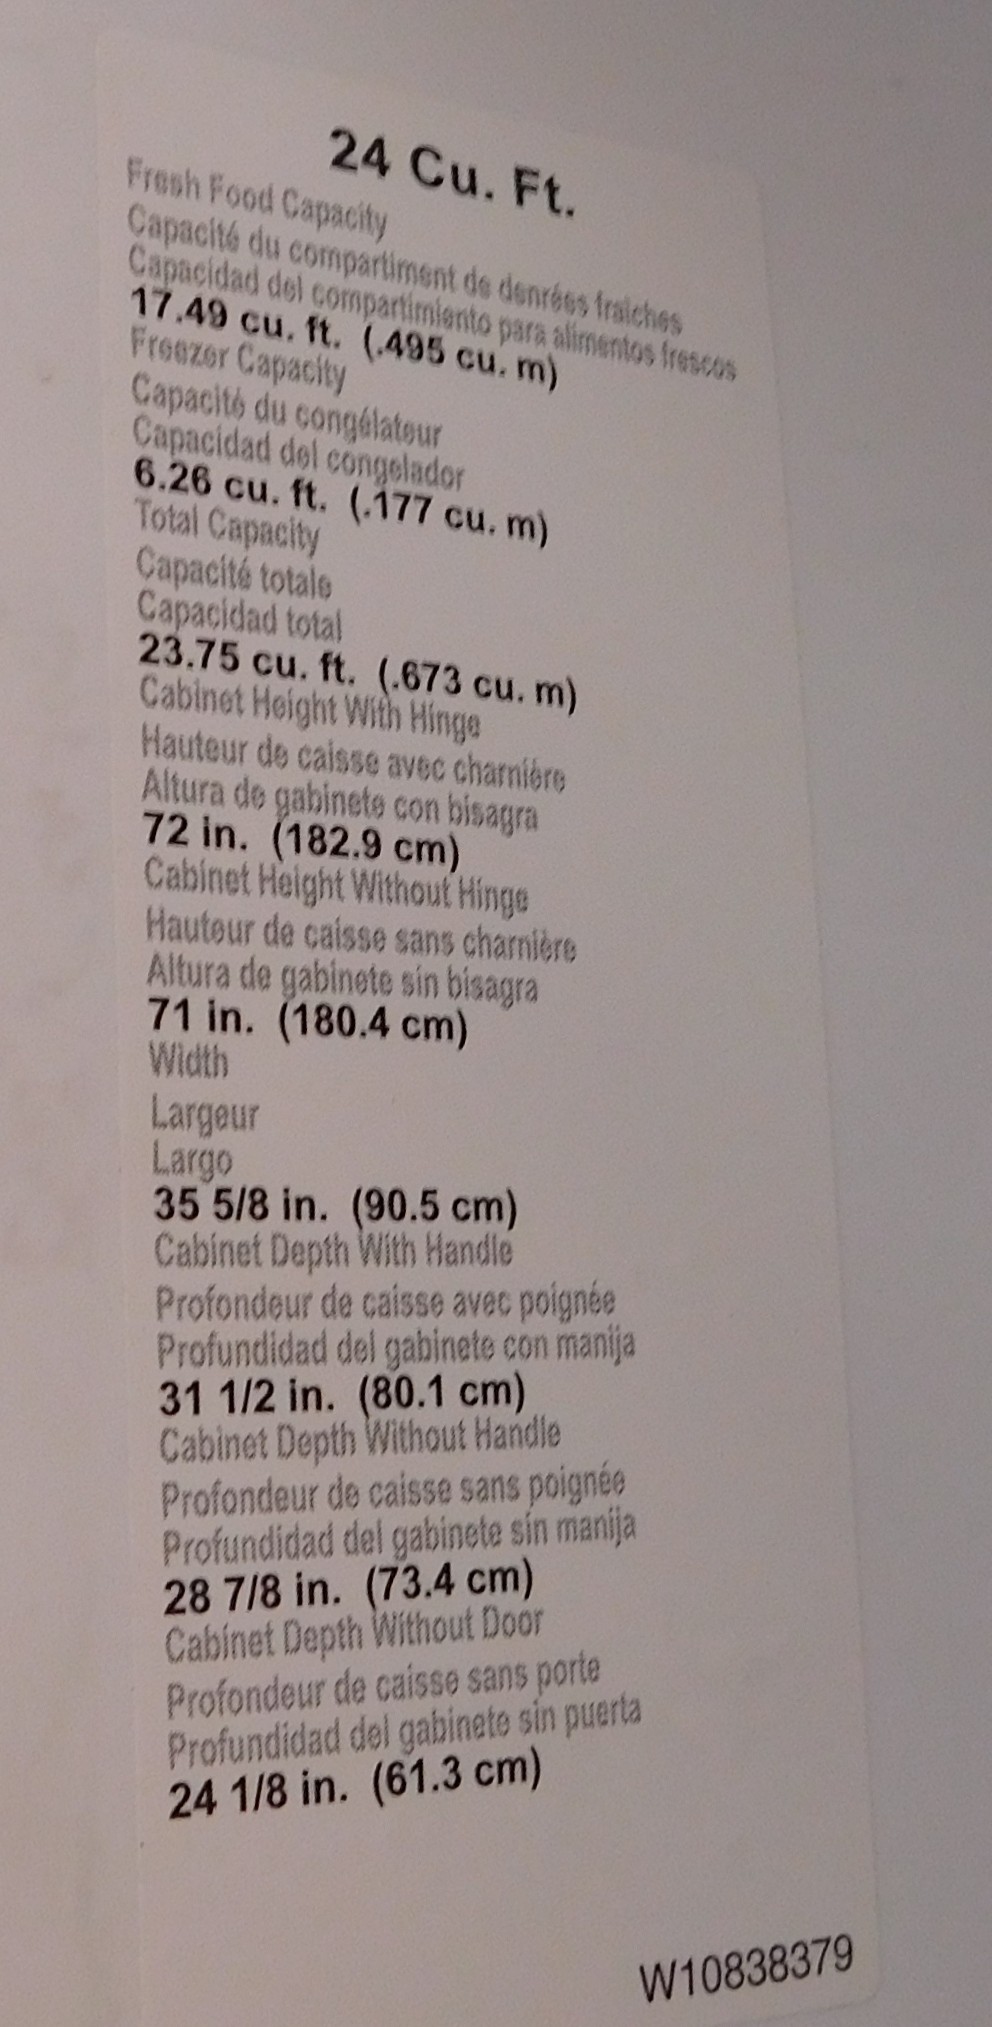 24 Cu. Ft.
Fresh Food Capacity
Capacité du compartiment de denrées fraîches
Capacidad del compartimiento para alimentos frescos
17.49 cu. ft. (.495 cu. m)
Freezer Capacity
Capacité du congélateur
Capacidad del congelador
6.26 cu. ft. (.177 cu. m)
Total Capacity
Capacité totale
Capacidad total
23.75 cu. ft. (.673 cu. m)
Cabinet Height With Hinge
Hauteur de caisse avec charnière
Altura de gabinete con bisagra
72 in. (182.9 cm)
Cabinet Height Without Hinge
Hauteur de caisse sans charnière
Altura de gabinete sin bisagra
71 in. (180.4 cm)
Width
Largeur
Largo
35 5/8 in. (90.5 cm)
Cabinet Depth With Handle
Profondeur de caisse avec poignée
Profundidad del gabinete con manija
31 1/2 in. (80.1 cm)
Cabinet Depth Without Handle
Profondeur de caisse sans poignée
Profundidad del gabinete sin manija
28 7/8 in. (73.4 cm)
Cabinet Depth Without Door
Profondeur de caisse sans porte
Profundidad del gabinete sin puerta
24 1/8 in. (61.3 cm)
W10838379